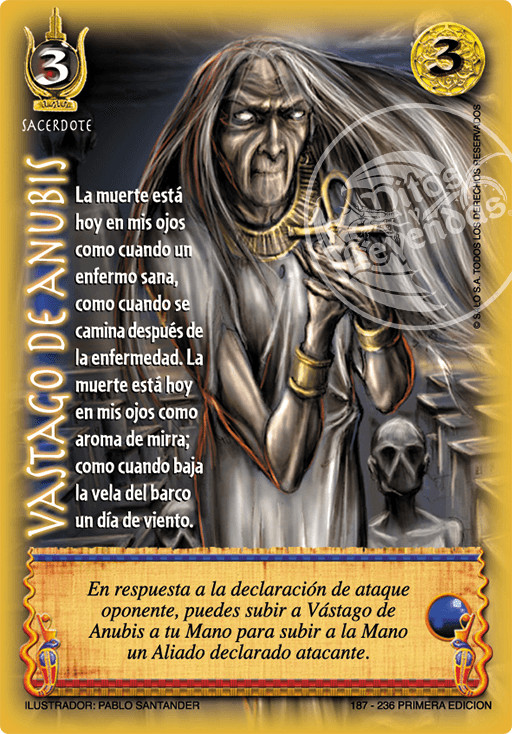 3
SACERDOTE
3
VASTAGO DE ANUBIS
La muerte está
hoy en mis ojos
como cuando un
enfermo sana,
como cuando se
camina después de
la enfermedad. La
muerte está hoy
en mis ojos como
aroma de mirra;
como cuando baja
la vela del barco
un día de viento.
mitos
y
leyendas
© SALO S.A. TODOS LOS DERECHOS RESERVADOS
En respuesta a la declaración de ataque
oponente, puedes subir a Vástago de
Anubis a tu Mano para subir a la Mano
un Aliado declarado atacante.
ILUSTRADOR: PABLO SANTANDER
187 - 236 PRIMERA EDICION